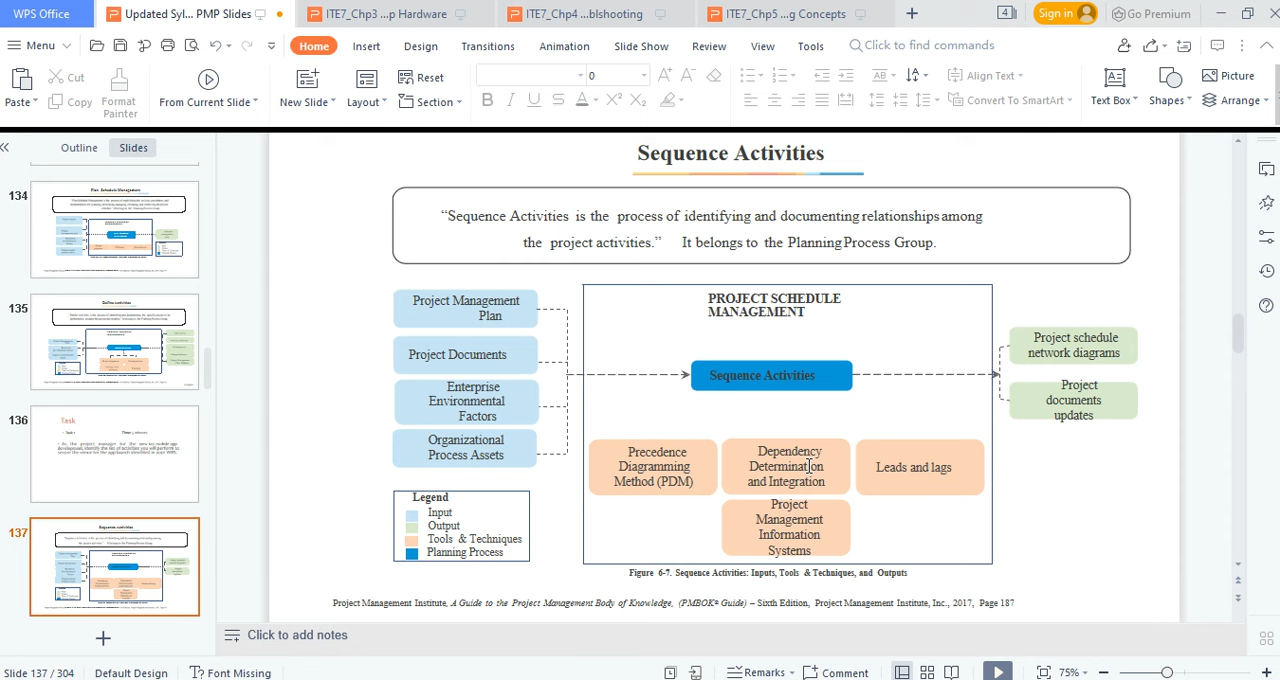 WPS Office
Updated Syl... PMP Slides
ITE7_Chp3 ...p Hardware
ITE7_Chp4 ...blshooting
ITE7_Chp5 ...g Concepts
4
Sign in
Go Premium
Menu
Home
Insert
Design
Transitions
Animation
Slide Show
Review
View
Tools
Click to find commands
Paste
Cut
Copy
Format Painter
From Current Slide
New Slide
Layout
Reset
Section
0
Align Text
Convert To SmartArt
Text Box
Shapes
Picture
Arrange
Outline
Slides
134
135
136
Task
137
Sequence Activities
“Sequence Activities is the process of identifying and documenting relationships among
the project activities.” It belongs to the Planning Process Group.
Project Management
Plan
Project Documents
Enterprise
Environmental
Factors
Organizational
Process Assets
Legend
Input
Output
Tools & Techniques
Planning Process
PROJECT SCHEDULE
MANAGEMENT
Sequence Activities
Precedence
Diagramming
Method (PDM)
Dependency
Determination
and Integration
Leads and lags
Project
Management
Information
Systems
Project schedule
network diagrams
Project
documents
updates
Figure 6-7. Sequence Activities: Inputs, Tools & Techniques, and Outputs
Project Management Institute, A Guide to the Project Management Body of Knowledge, (PMBOK® Guide) – Sixth Edition, Project Management Institute, Inc., 2017, Page 187
Click to add notes
Slide 137 / 304
Default Design
Font Missing
Remarks
Comment
75%